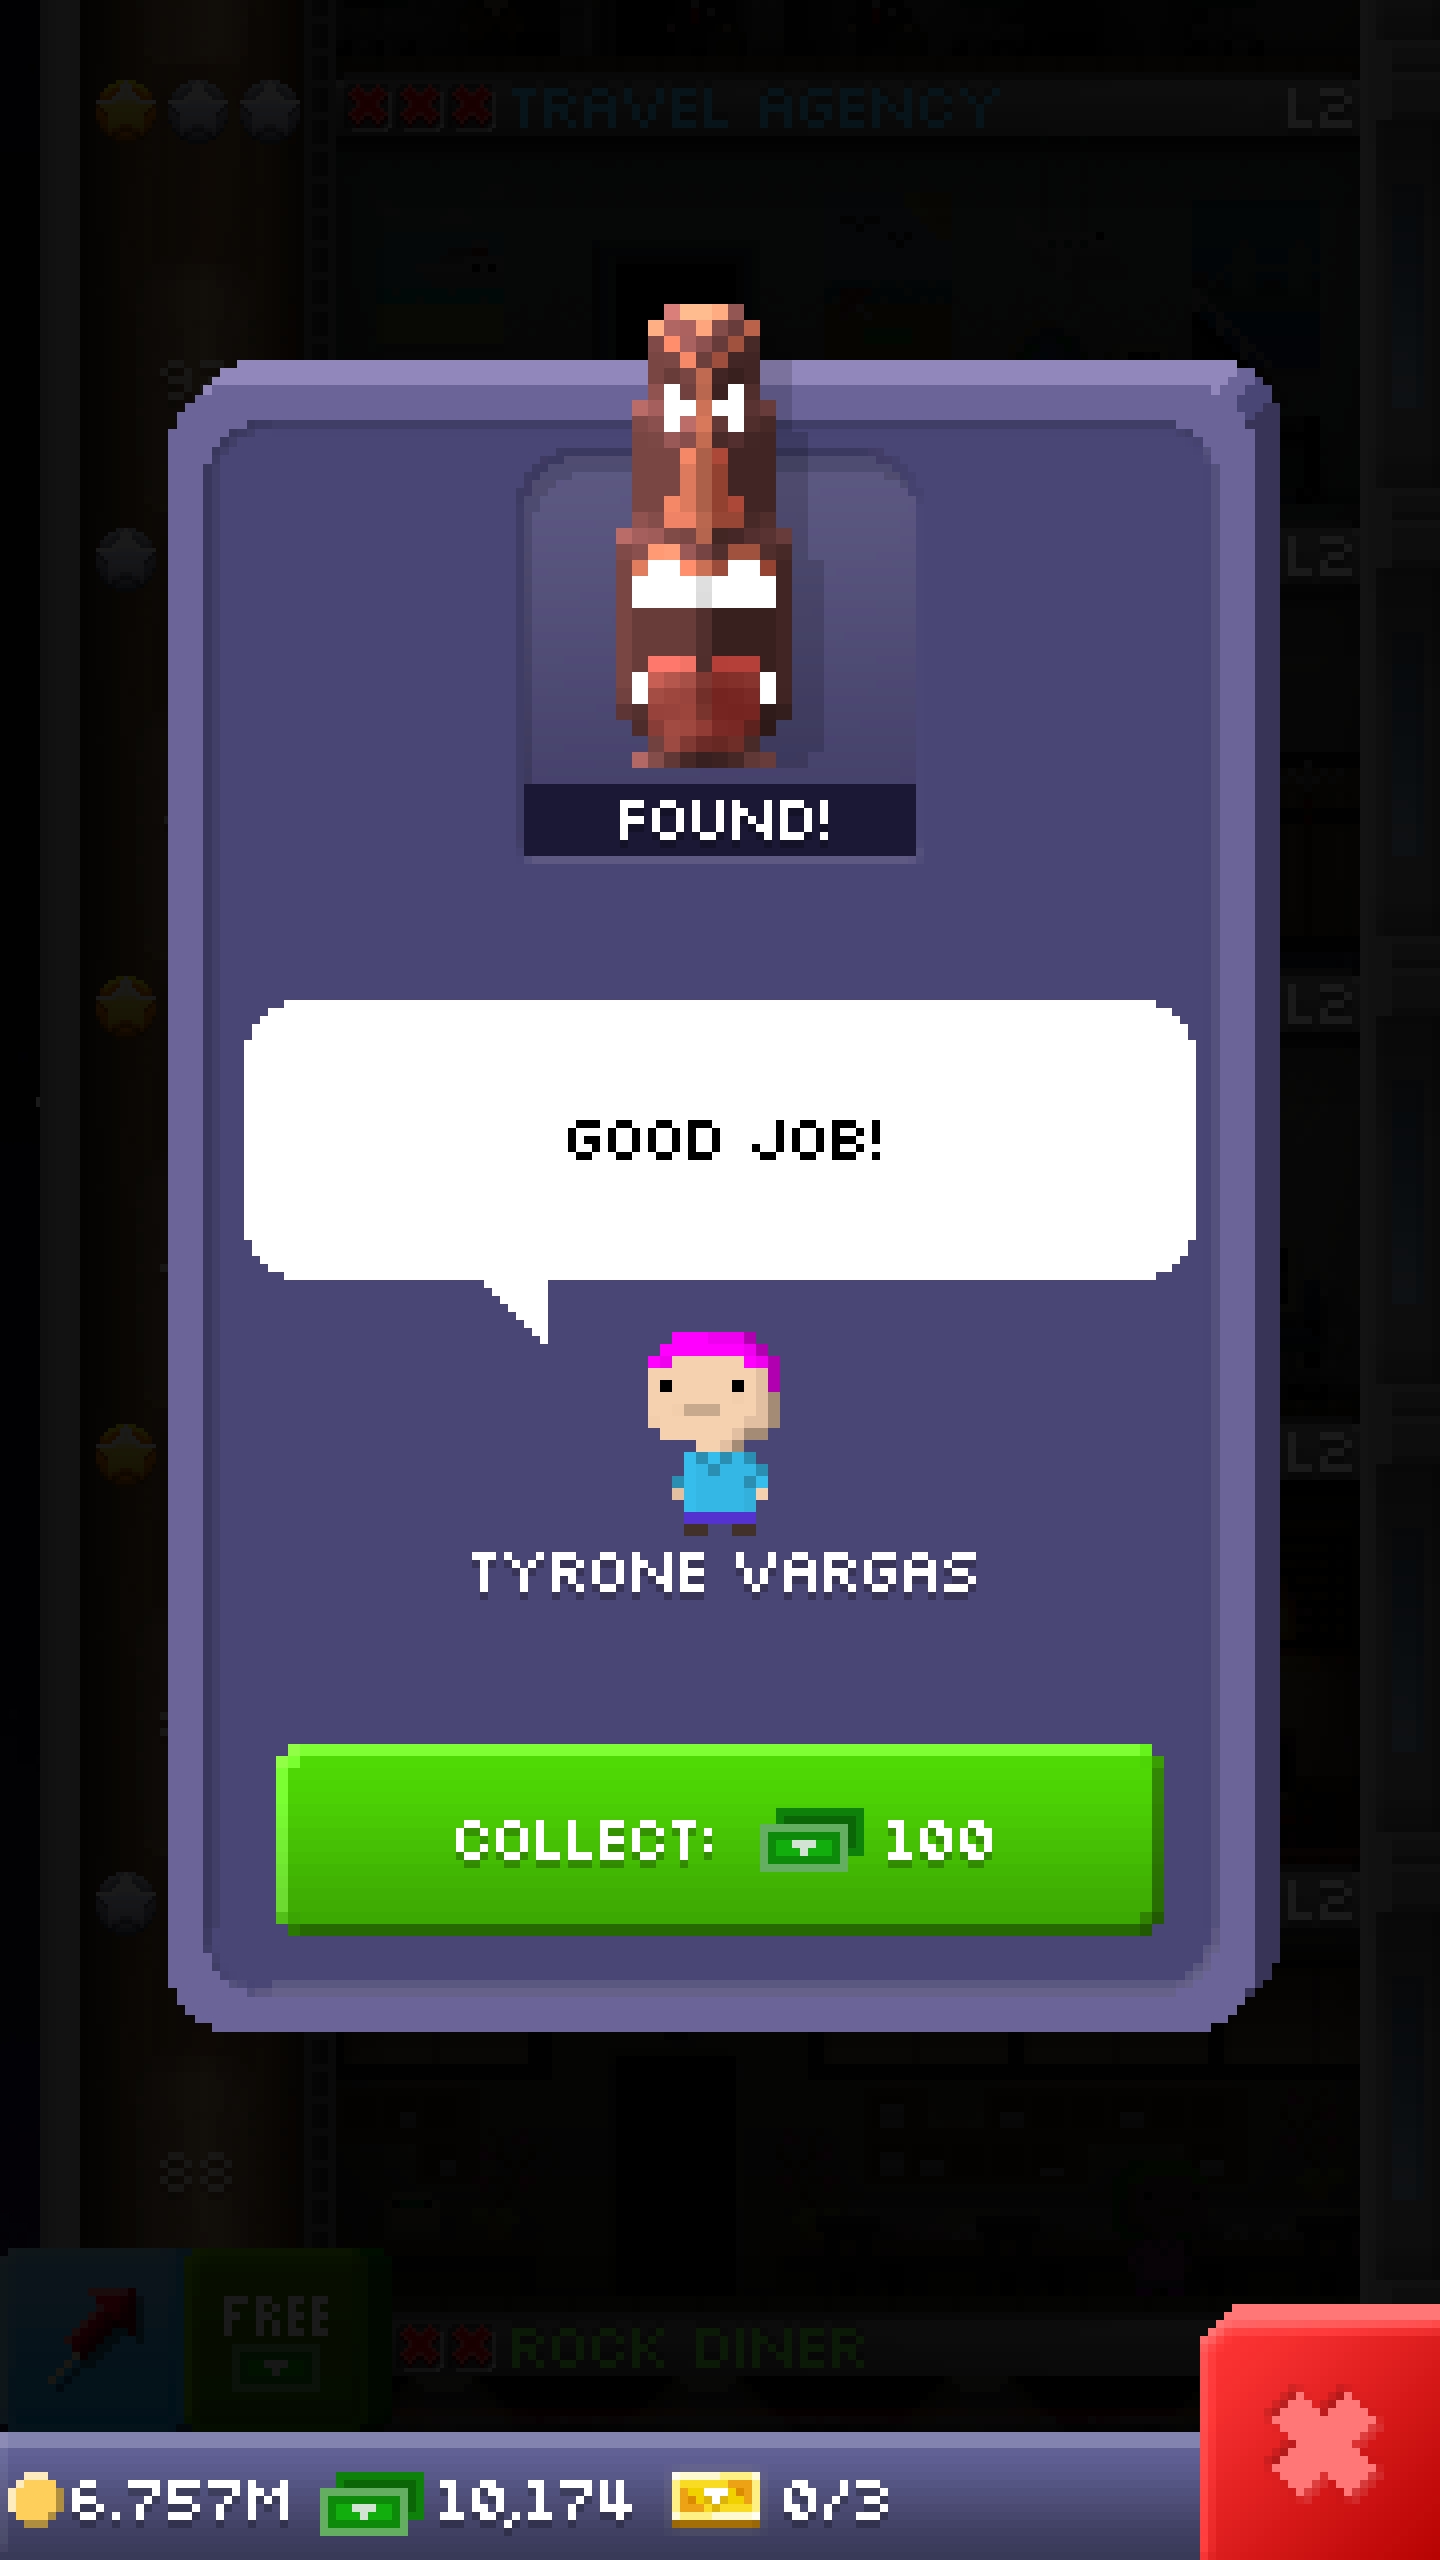 TRAVEL AGENCY L2
L2
FOUND!
L2
GOOD JOB!
L2
TYRONE VARGAS
COLLECT: 100
L2
88
FREE
ROCK DINER
6.757M 10,174 0/3